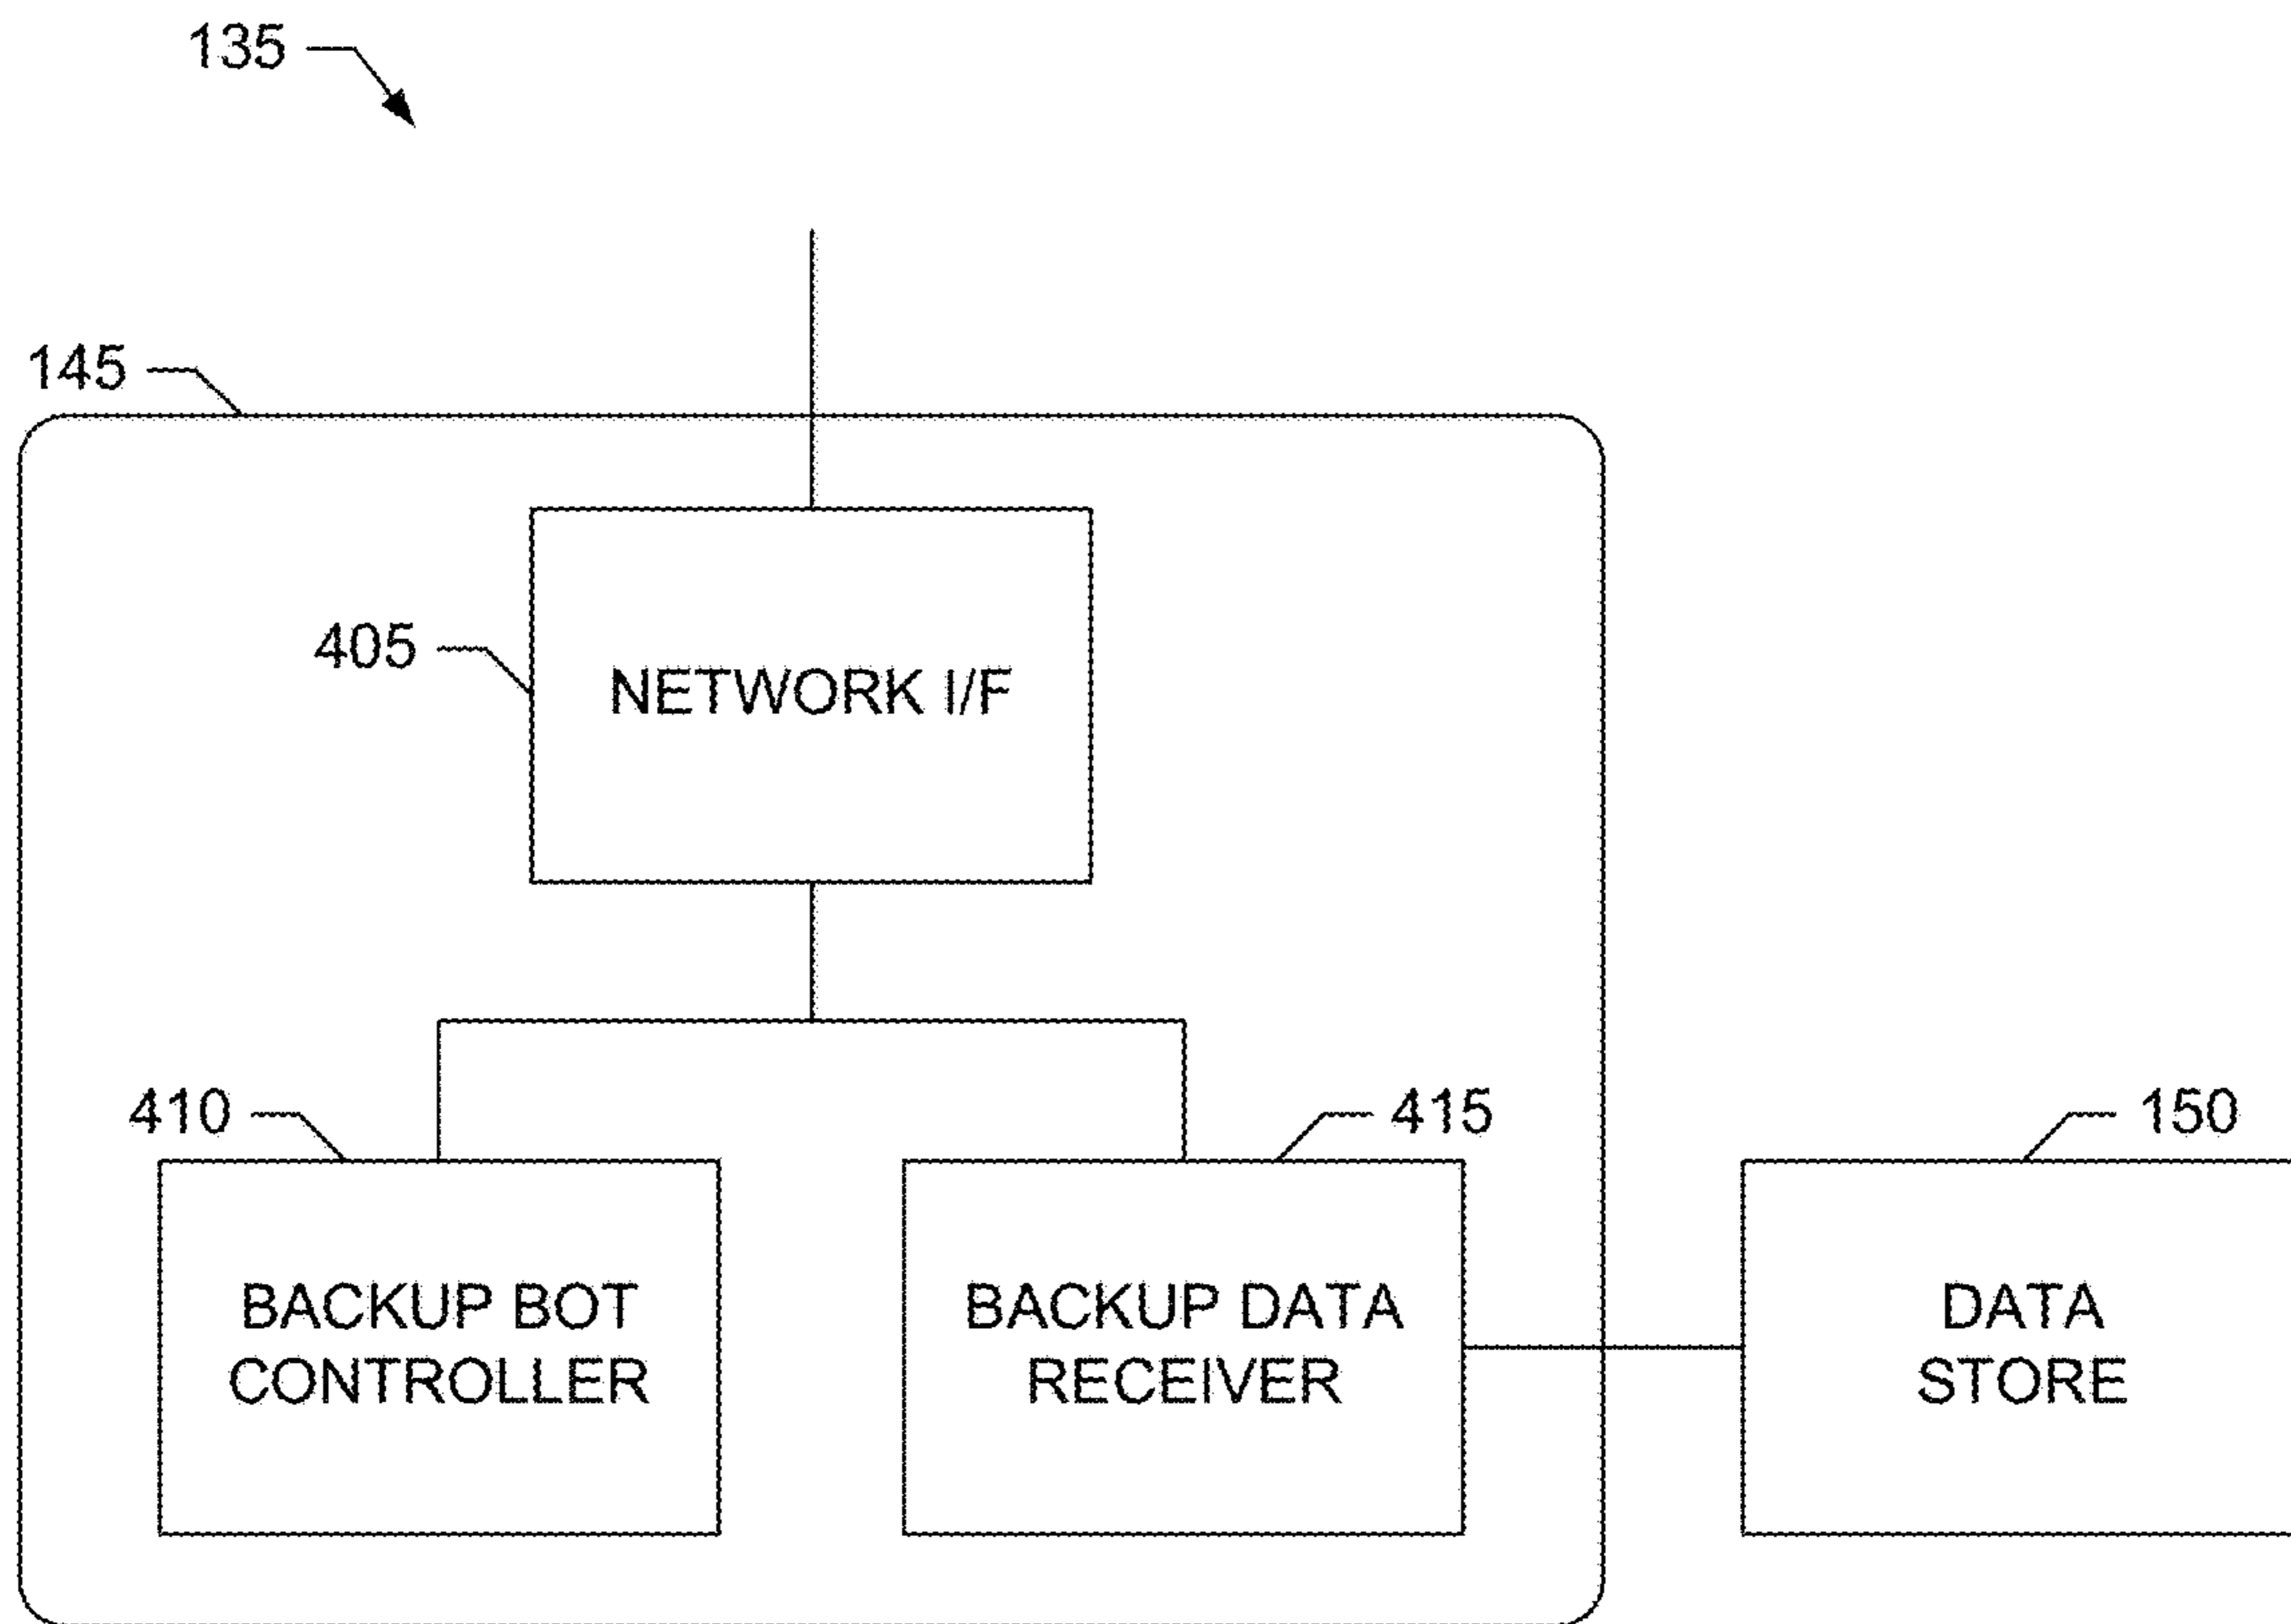 135
145
405
NETWORK I/F
410
415
150
BACKUP BOT
CONTROLLER
BACKUP DATA
RECEIVER
DATA
STORE